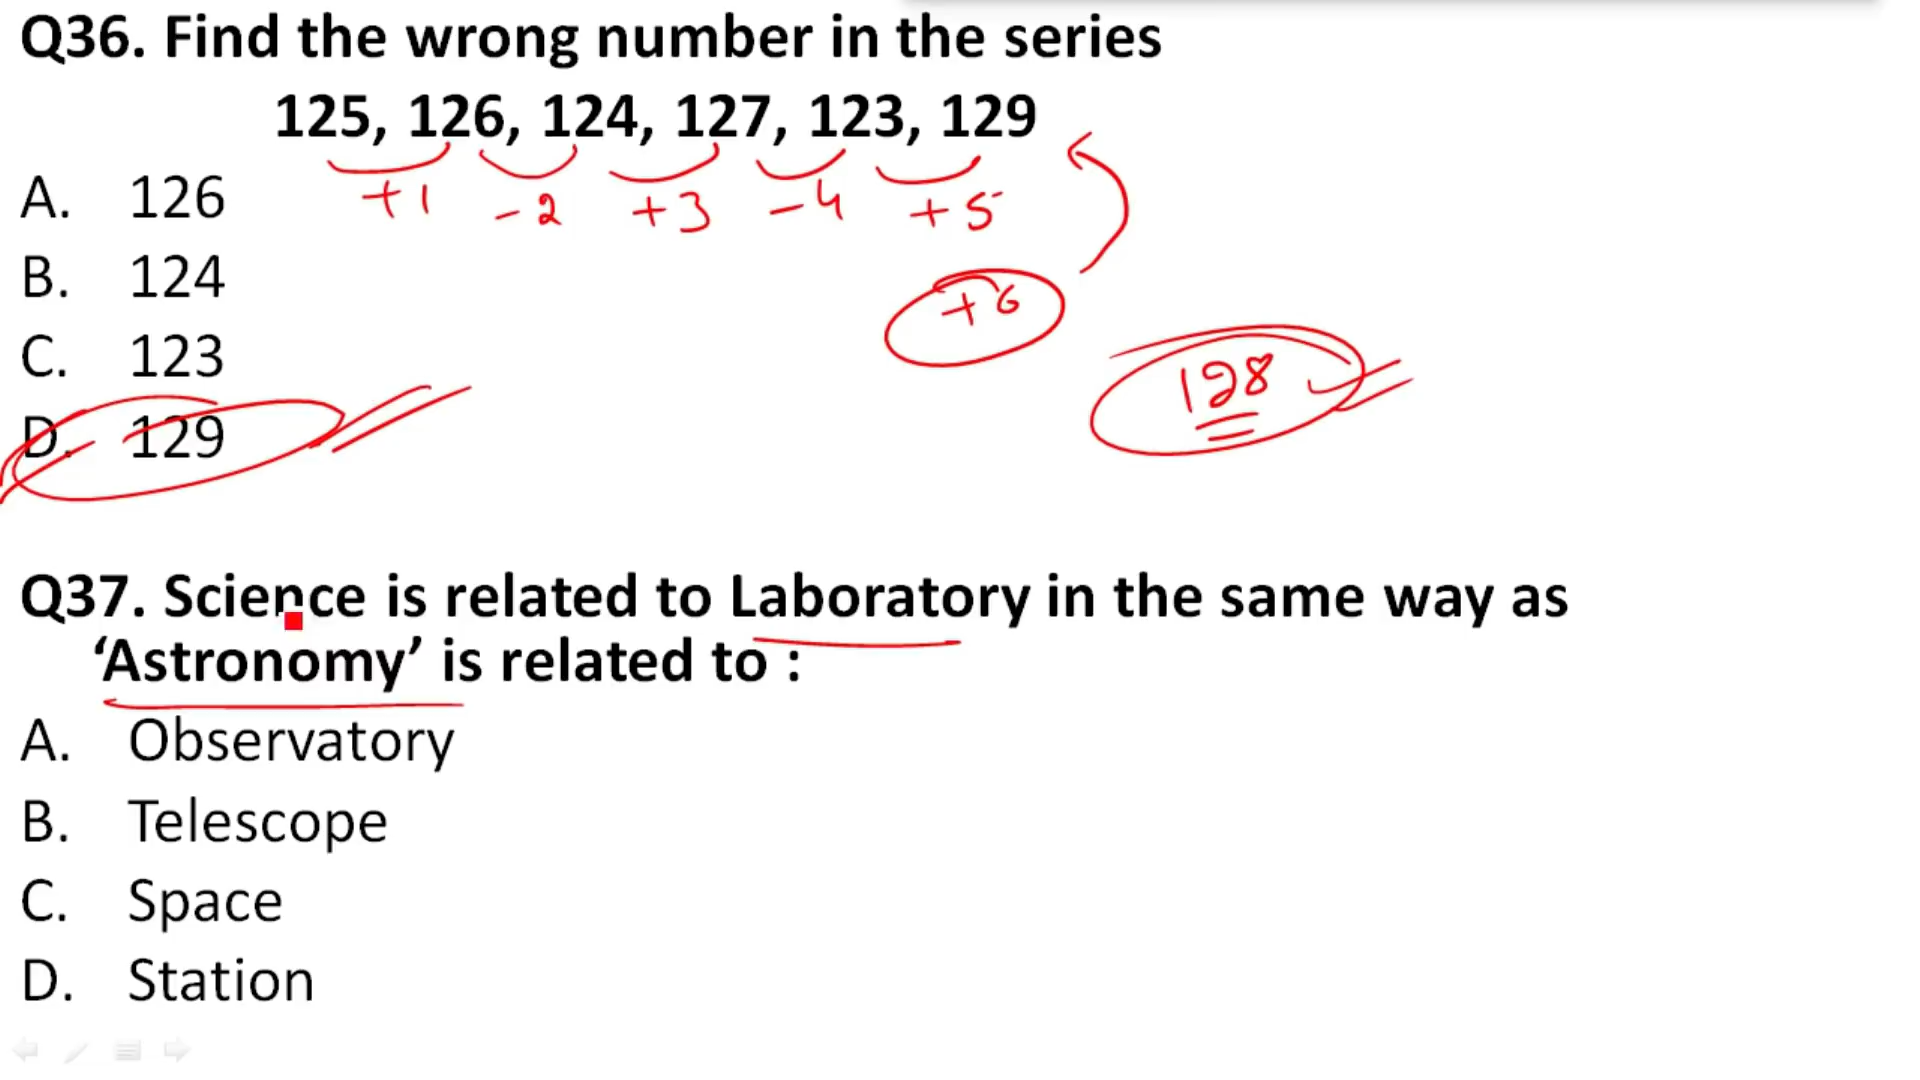 Q36. Find the wrong number in the series
125, 126, 124, 127, 123, 129
+1 -2 +3 -4 +5
A. 126
B. 124
+6
C. 123
128
D. 129
Q37. Science is related to Laboratory in the same way as
‘Astronomy’ is related to :
A. Observatory
B. Telescope
C. Space
D. Station